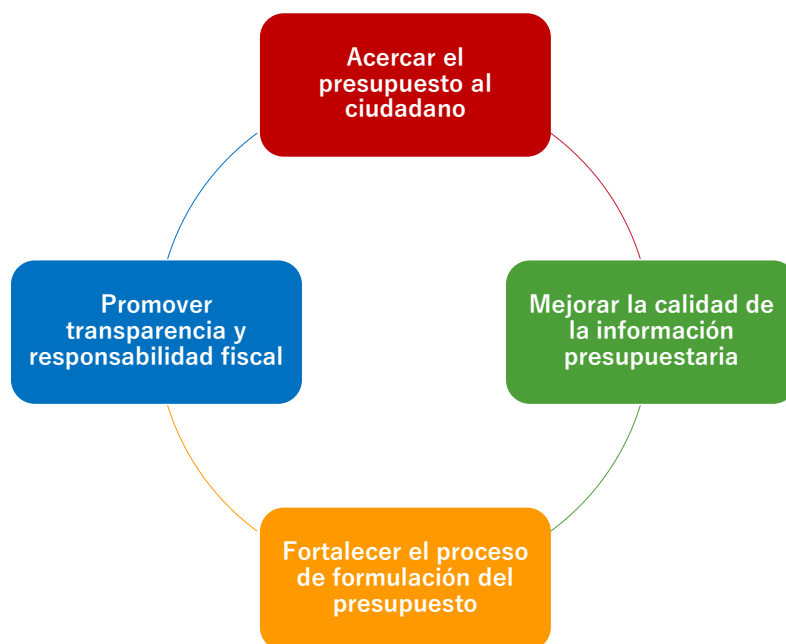 Acercar el
presupuesto al
ciudadano
Promover
transparencia y
responsabilidad fiscal
Mejorar la calidad de
la información
presupuestaria
Fortalecer el proceso
de formulación del
presupuesto